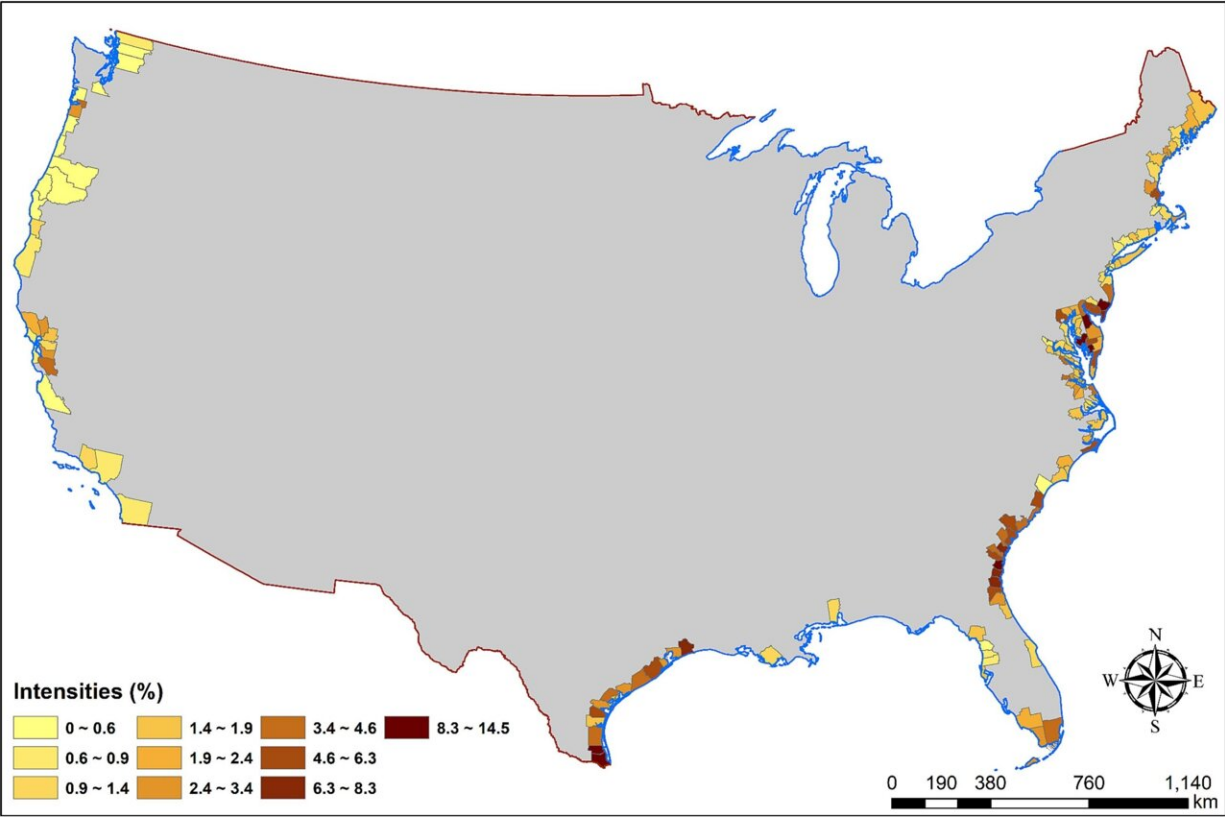 N
W E
S
Intensities (%)
0 ~ 0.6 1.4 ~ 1.9 3.4 ~ 4.6 8.3 ~ 14.5
0.6 ~ 0.9 1.9 ~ 2.4 4.6 ~ 6.3
0.9 ~ 1.4 2.4 ~ 3.4 6.3 ~ 8.3
0 190 380 760 1,140
km